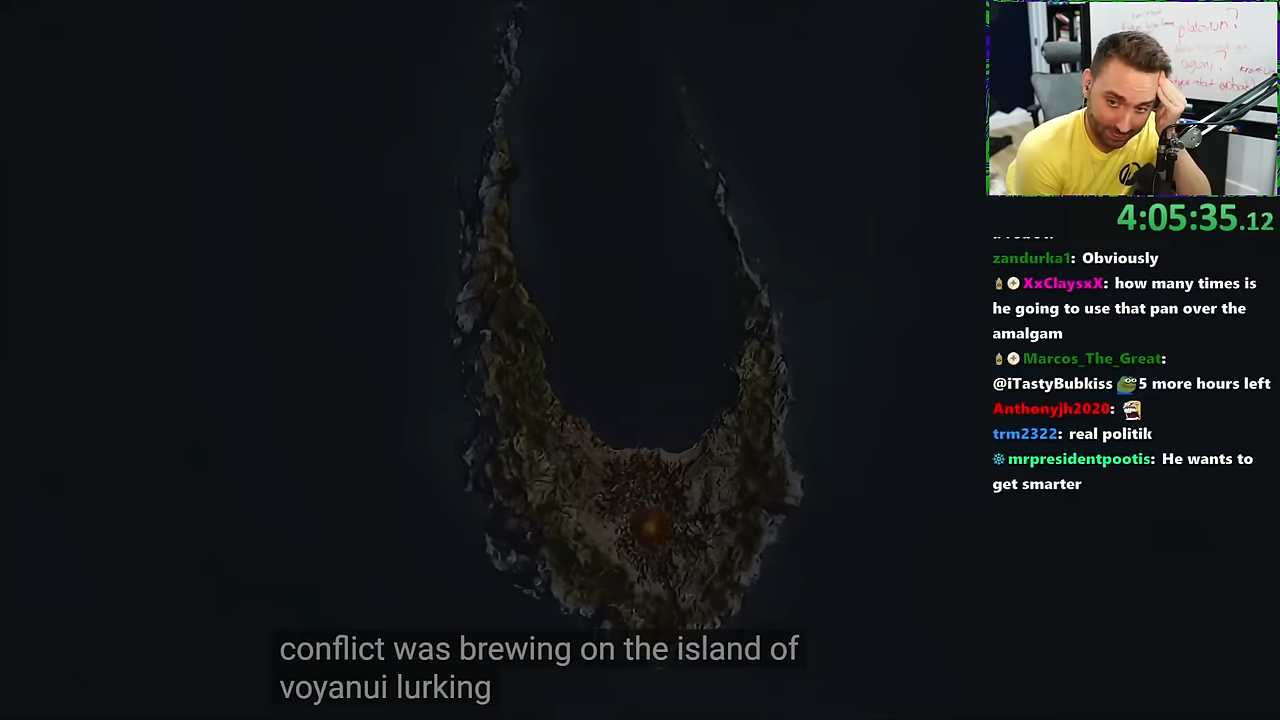 platatun?
agony?
4:05:35.12
zandurka1: Obviously
XxClaysxX: how many times is
he going to use that pan over the
amalgam
Marcos_The_Great:
@iTastyBubkiss 5 more hours left
Anthonyjh2020:
trm2322: real politik
mrpresidentpootis: He wants to
get smarter
conflict was brewing on the island of
voyanui lurking